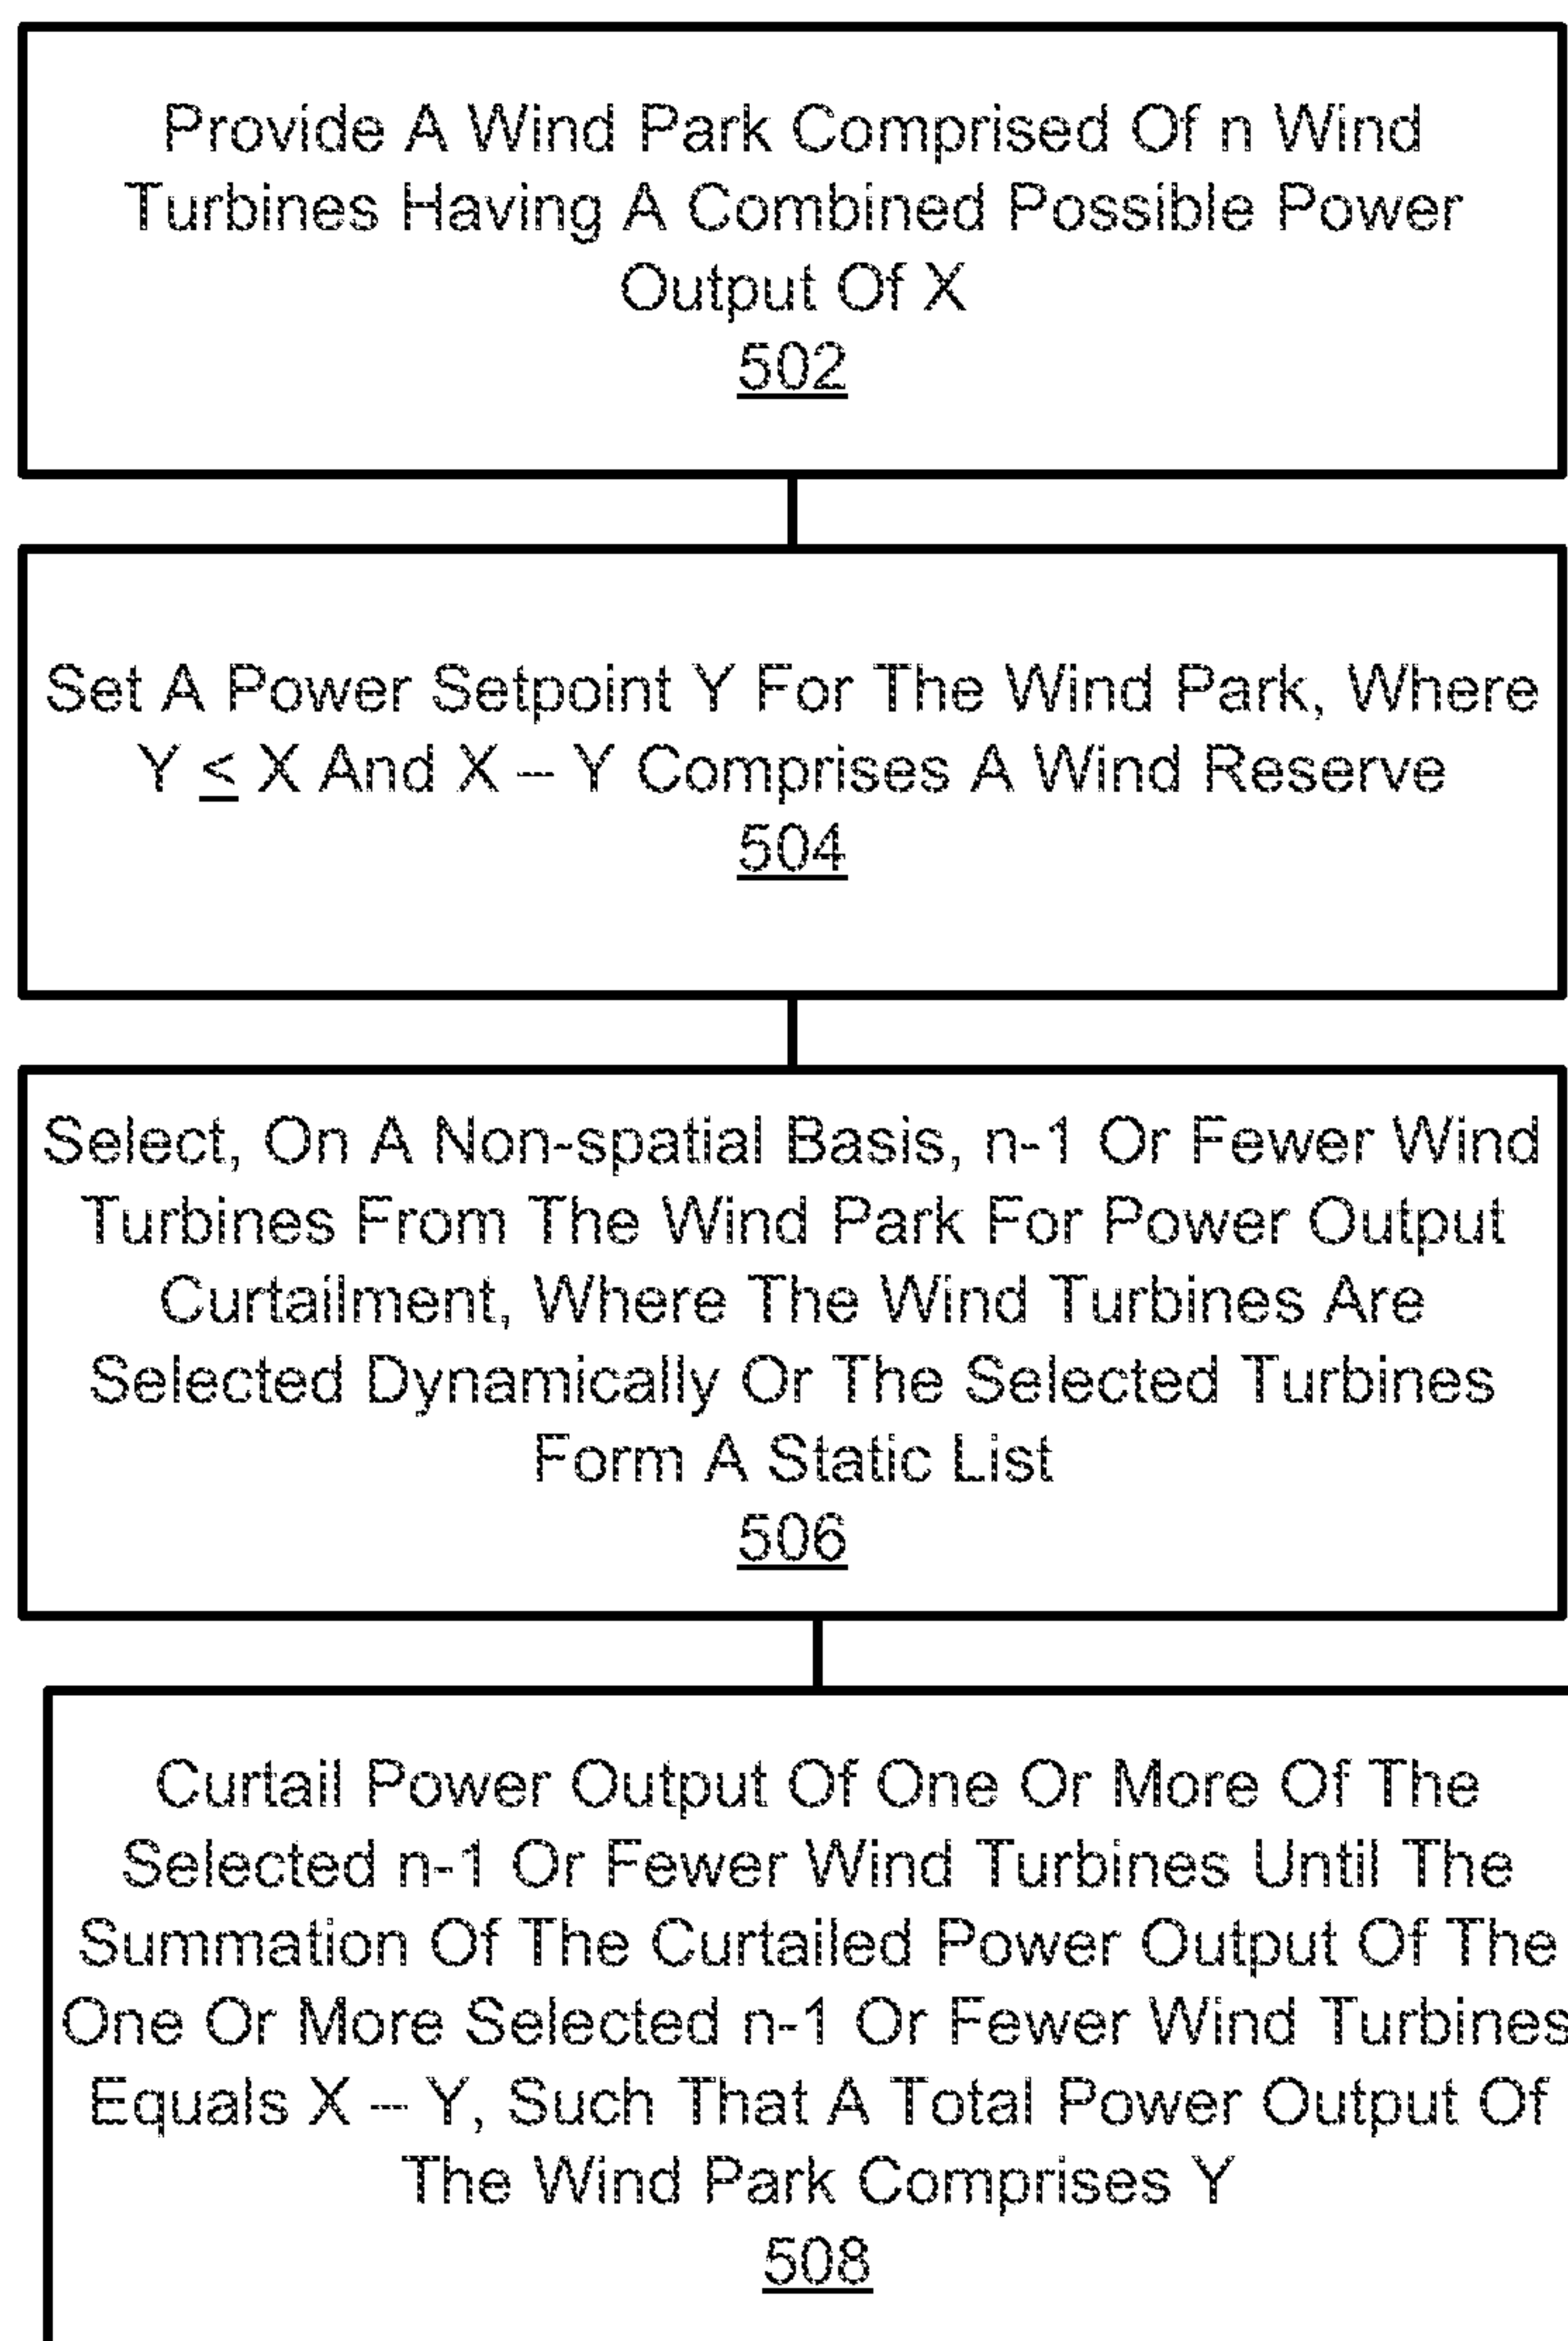 Provide A Wind Park Comprised Of n Wind
Turbines Having A Combined Possible Power
Output Of X
502
Set A Power Setpoint Y For The Wind Park, Where
Y ≤ X And X – Y Comprises A Wind Reserve
504
Select, On A Non-spatial Basis, n-1 Or Fewer Wind
Turbines From The Wind Park For Power Output
Curtailment, Where The Wind Turbines Are
Selected Dynamically Or The Selected Turbines
Form A Static List
506
Curtail Power Output Of One Or More Of The
Selected n-1 Or Fewer Wind Turbines Until The
Summation Of The Curtailed Power Output Of The
One Or More Selected n-1 Or Fewer Wind Turbines
Equals X – Y, Such That A Total Power Output Of
The Wind Park Comprises Y
508